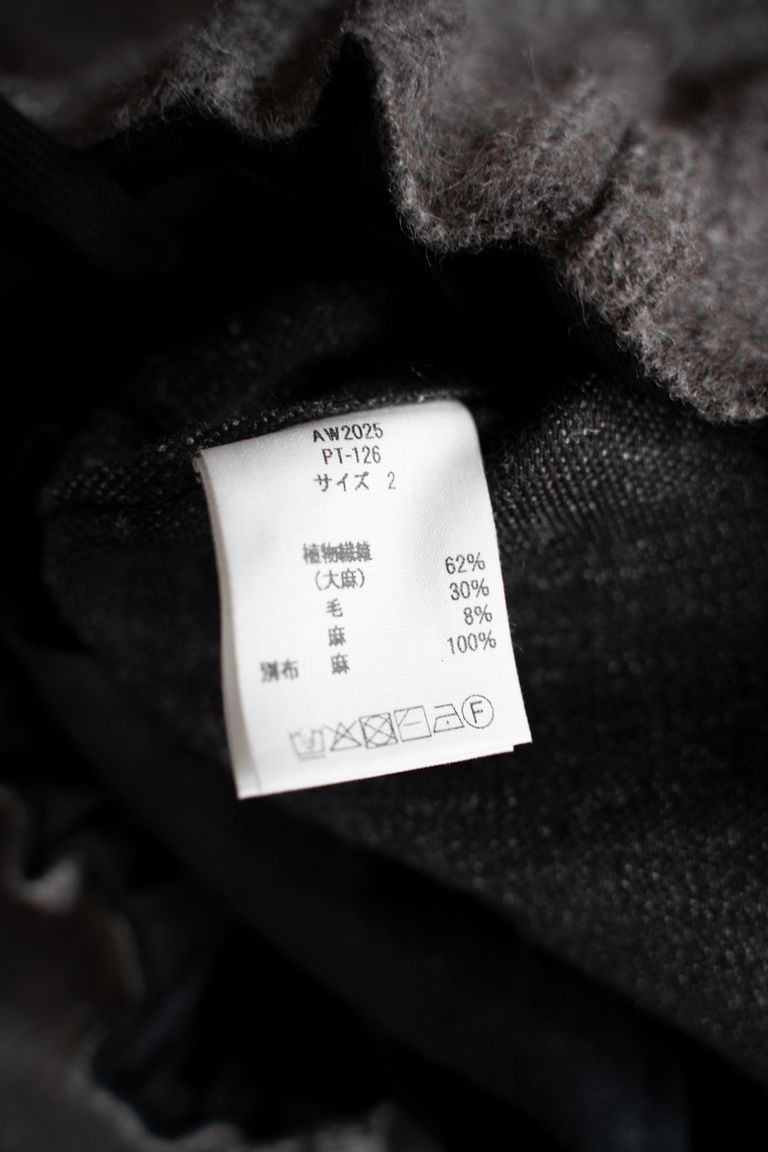 AW2025
PT-126
サイズ 2
植物繊維
(大麻) 62%
毛 30%
麻 8%
別布 麻 100%
F